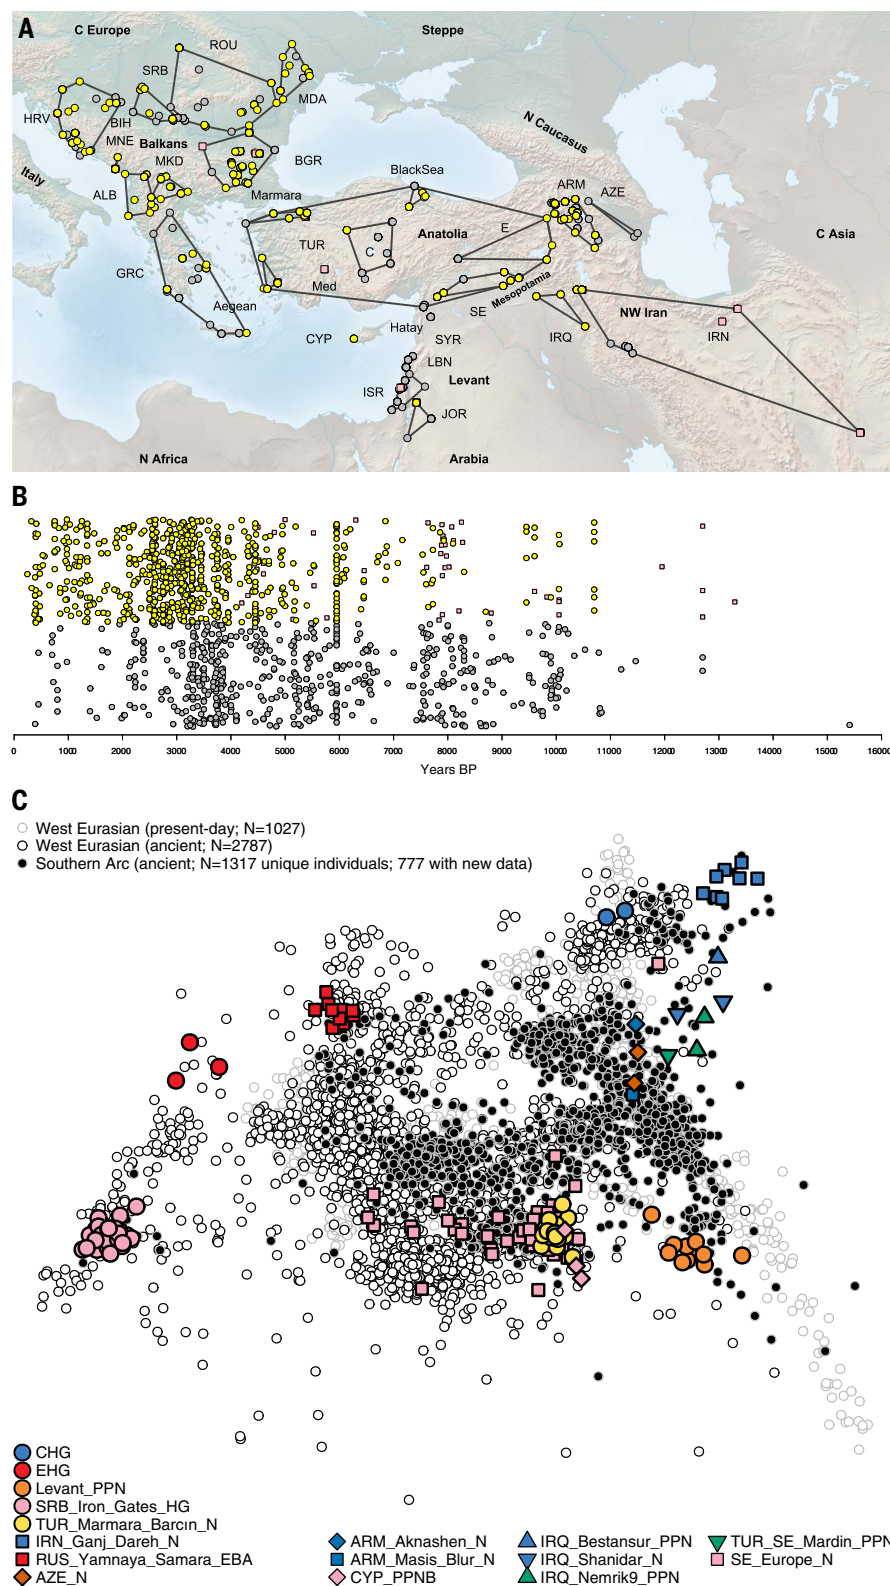 A
C Europe
Steppe
ROU
SRB
MDA
HRV
BIH
MNE
Balkans
MKD
BGR
N Caucasus
Italy
ALB
Marmara
BlackSea
ARM
AZE
TUR
C
Anatolia
E
C Asia
GRC
Med
Mesopotamia
Aegean
Hatay
SE
NW Iran
CYP
SYR
IRQ
IRN
LBN
ISR
Levant
JOR
N Africa
Arabia
B
0 1000 2000 3000 4000 5000 6000 7000 8000 9000 10000 11000 12000 13000 14000 15000 16000
Years BP
C
West Eurasian (present-day; N=1027)
West Eurasian (ancient; N=2787)
Southern Arc (ancient; N=1317 unique individuals; 777 with new data)
CHG
EHG
Levant_PPN
SRB_Iron_Gates_HG
TUR_Marmara_Barcın_N
IRN_Ganj_Dareh_N
RUS_Yamnaya_Samara_EBA
AZE_N
ARM_Aknashen_N
ARM_Masis_Blur_N
CYP_PPNB
IRQ_Bestansur_PPN
IRQ_Shanidar_N
IRQ_Nemrik9_PPN
TUR_SE_Mardin_PPN
SE_Europe_N